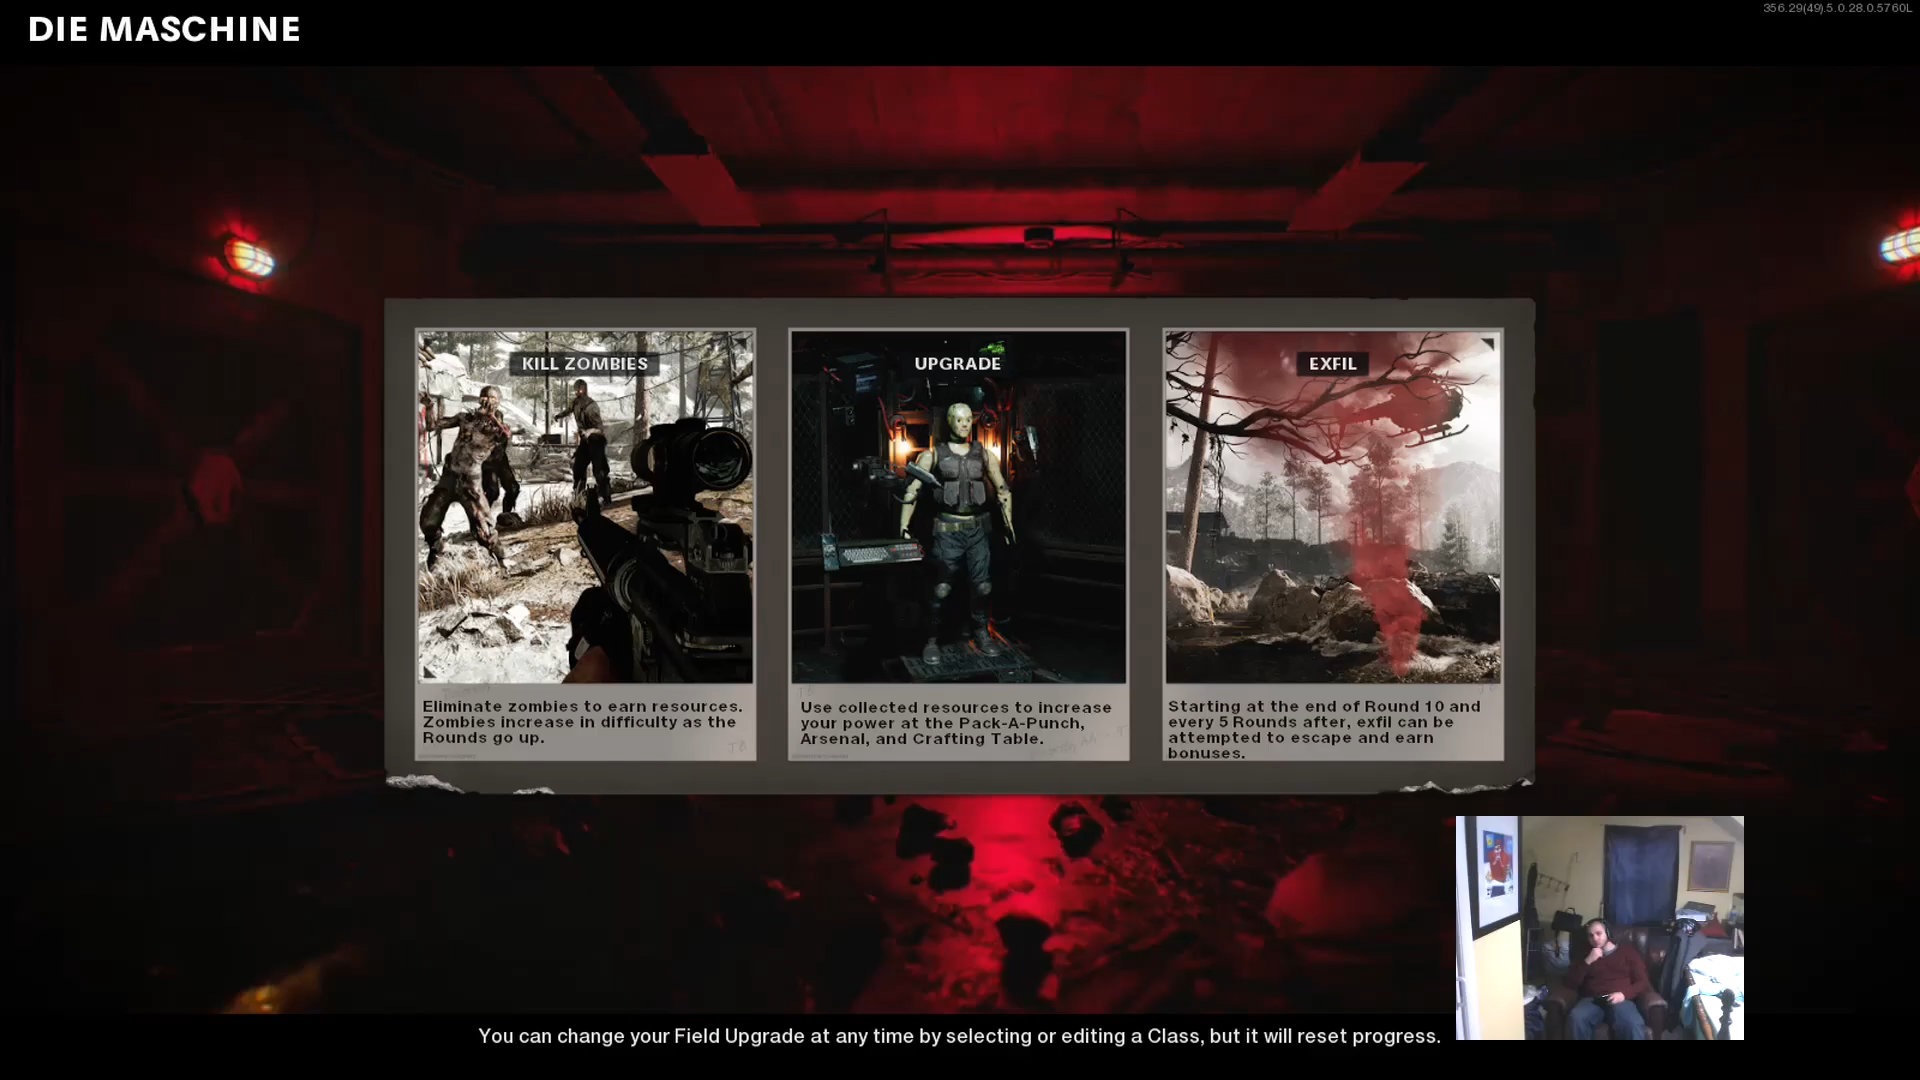 DIE MASCHINE
356.29(49).5.0.28.0.5760L
KILL ZOMBIES
Eliminate zombies to earn resources.
Zombies increase in difficulty as the
Rounds go up.
UPGRADE
Use collected resources to increase
your power at the Pack-A-Punch,
Arsenal, and Crafting Table.
EXFIL
Starting at the end of Round 10 and
every 5 Rounds after, exfil can be
attempted to escape and earn
bonuses.
You can change your Field Upgrade at any time by selecting or editing a Class, but it will reset progress.